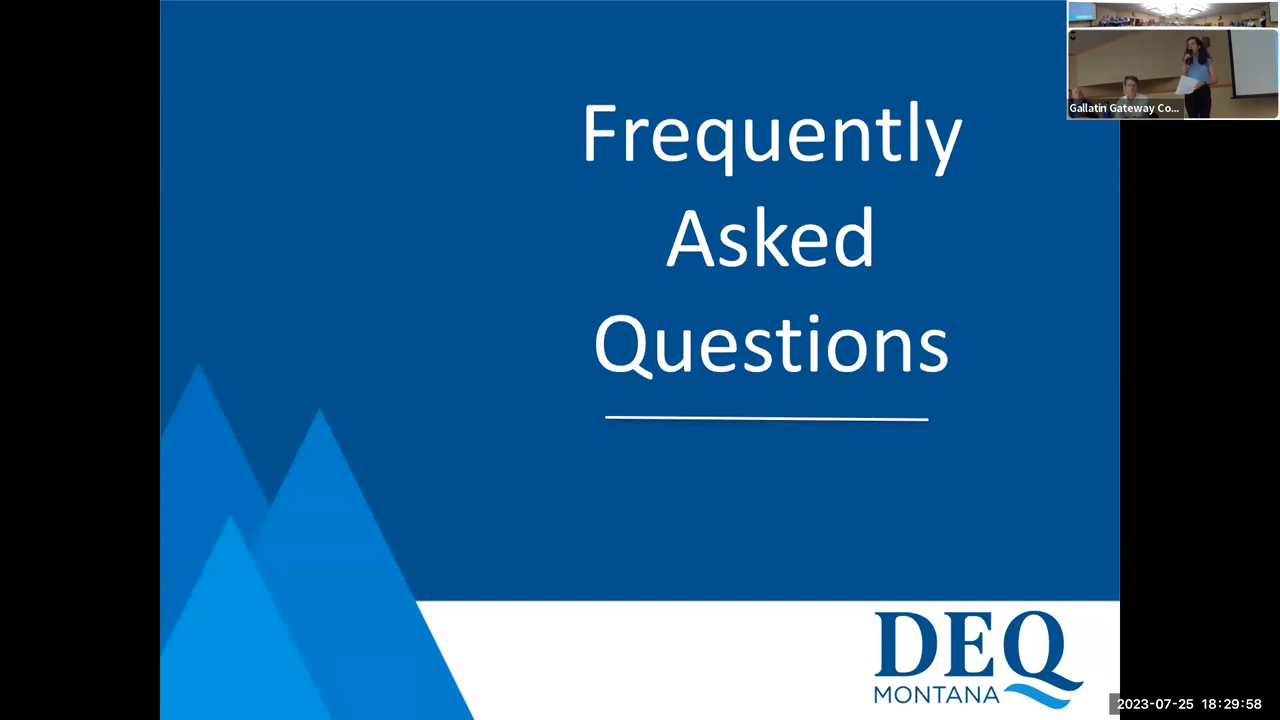 Frequently
Asked
Questions
DEQ
MONTANA
Gallatin Gateway Co...
2023-07-25 18:29:58